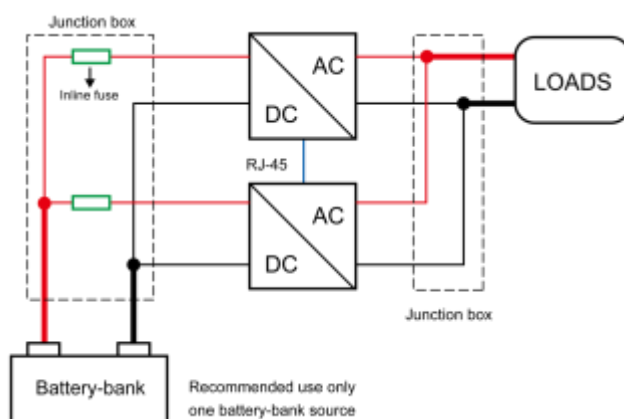 Junction box
Inline fuse
AC
DC
LOADS
RJ-45
AC
DC
Junction box
Battery-bank
Recommended use only
one battery-bank source